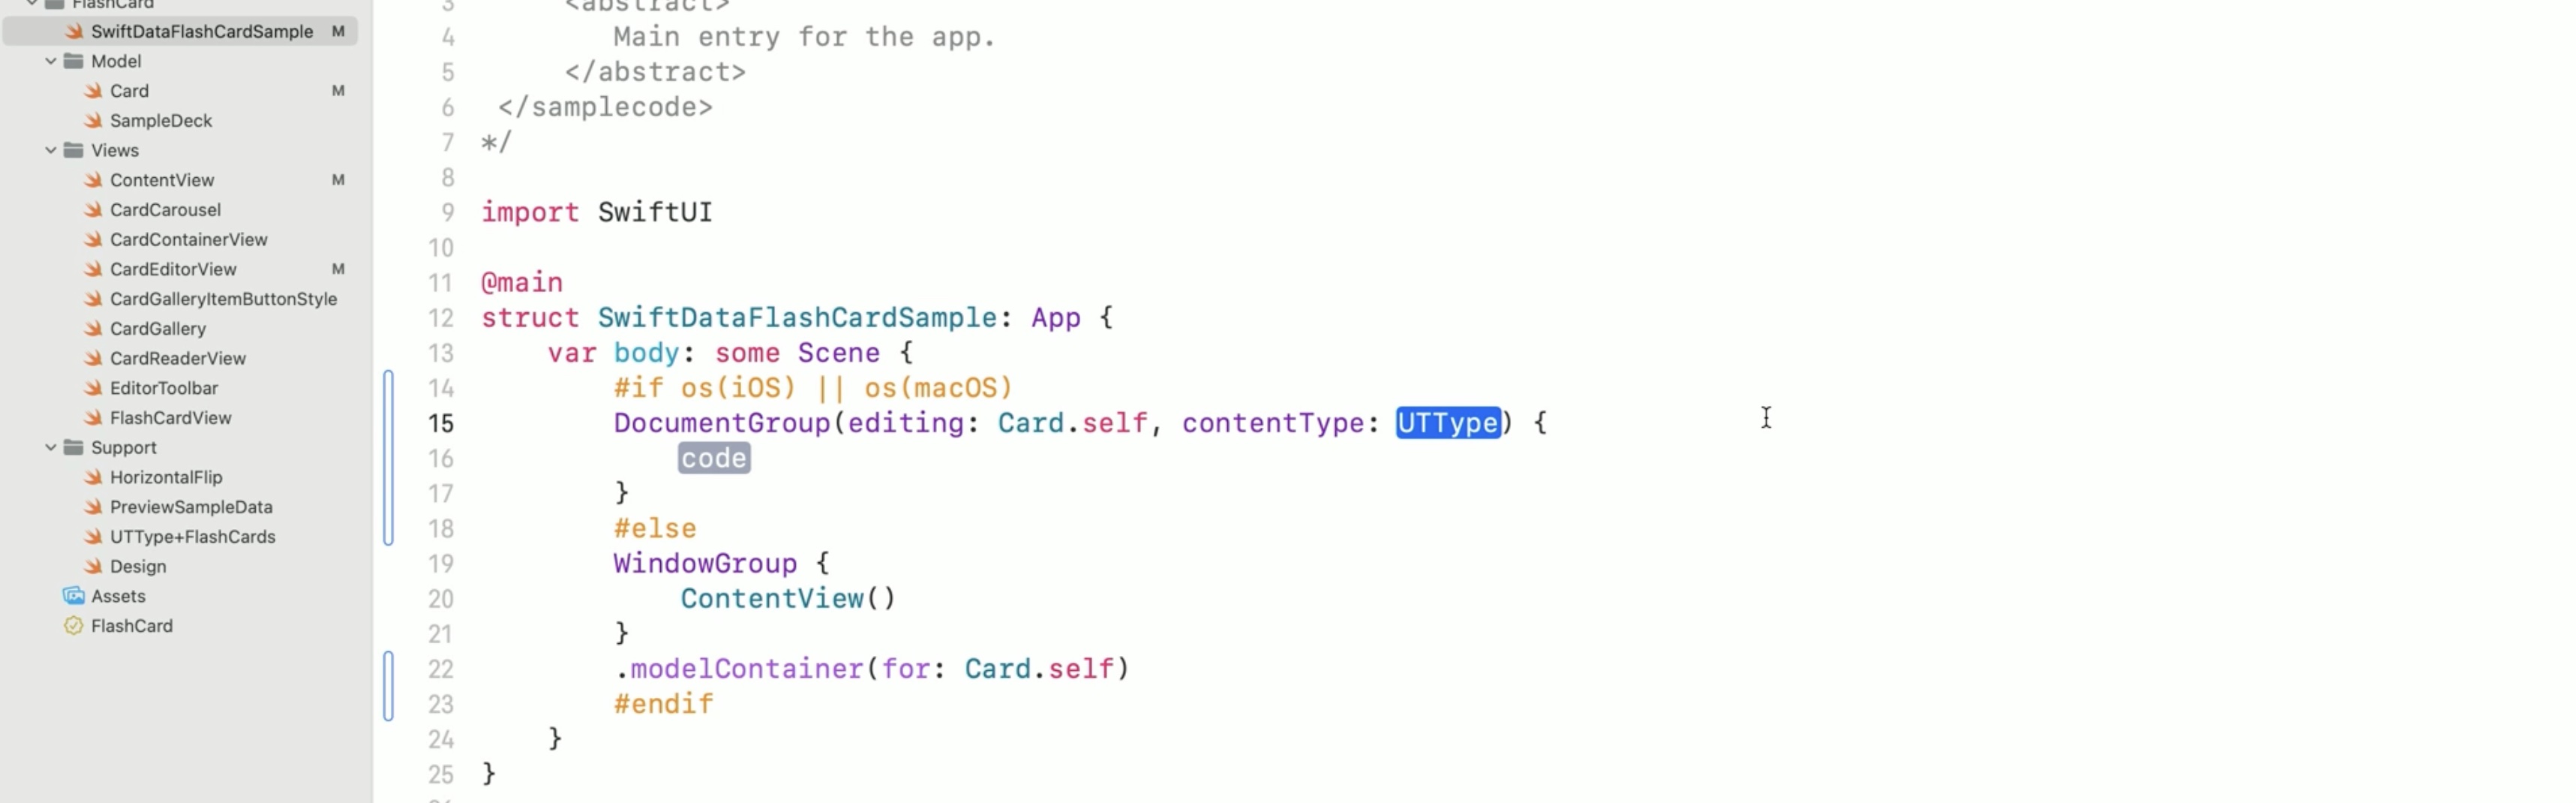 FlashCard
SwiftDataFlashCardSample M
Model
Card M
SampleDeck
Views
ContentView M
CardCarousel
CardContainerView
CardEditorView M
CardGalleryItemButtonStyle
CardGallery
CardReaderView
EditorToolbar
FlashCardView
Support
HorizontalFlip
PreviewSampleData
UTType+FlashCards
Design
Assets
FlashCard
3 <abstract>
4 Main entry for the app.
5 </abstract>
6 </samplecode>
7 */
8
9 import SwiftUI
10
11 @main
12 struct SwiftDataFlashCardSample: App {
13 var body: some Scene {
14 #if os(iOS) || os(macOS)
15 DocumentGroup(editing: Card.self, contentType: UTType) {
16 code
17 }
18 #else
19 WindowGroup {
20 ContentView()
21 }
22 .modelContainer(for: Card.self)
23 #endif
24 }
25 }